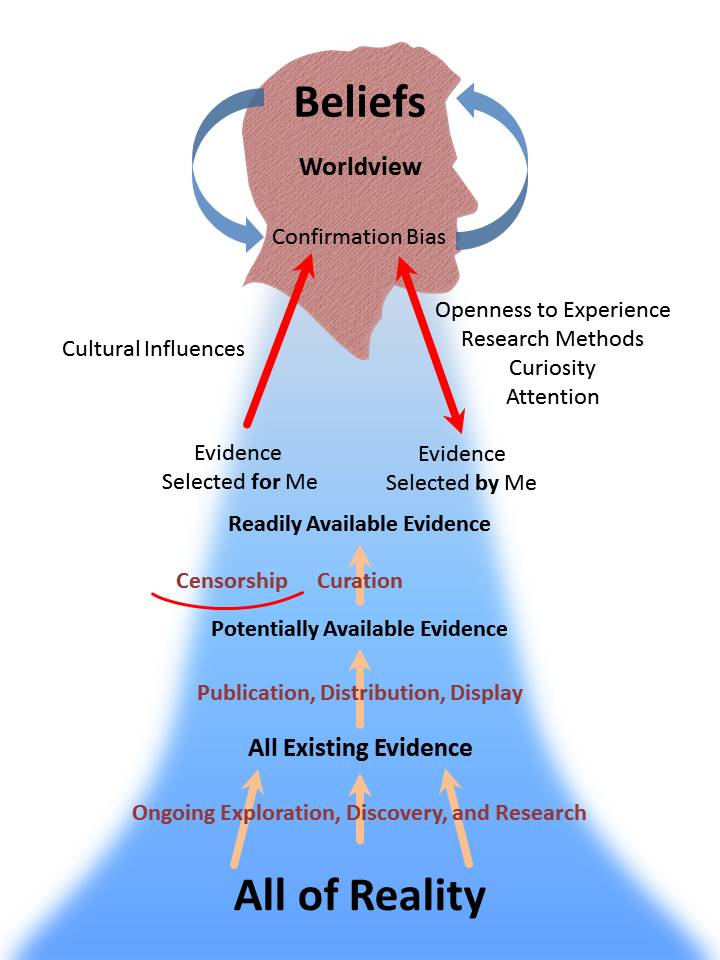 Beliefs
Worldview
Confirmation Bias
Cultural Influences
Openness to Experience
Research Methods
Curiosity
Attention
Evidence
Selected for Me
Evidence
Selected by Me
Readily Available Evidence
Censorship
Curation
Potentially Available Evidence
Publication, Distribution, Display
All Existing Evidence
Ongoing Exploration, Discovery, and Research
All of Reality